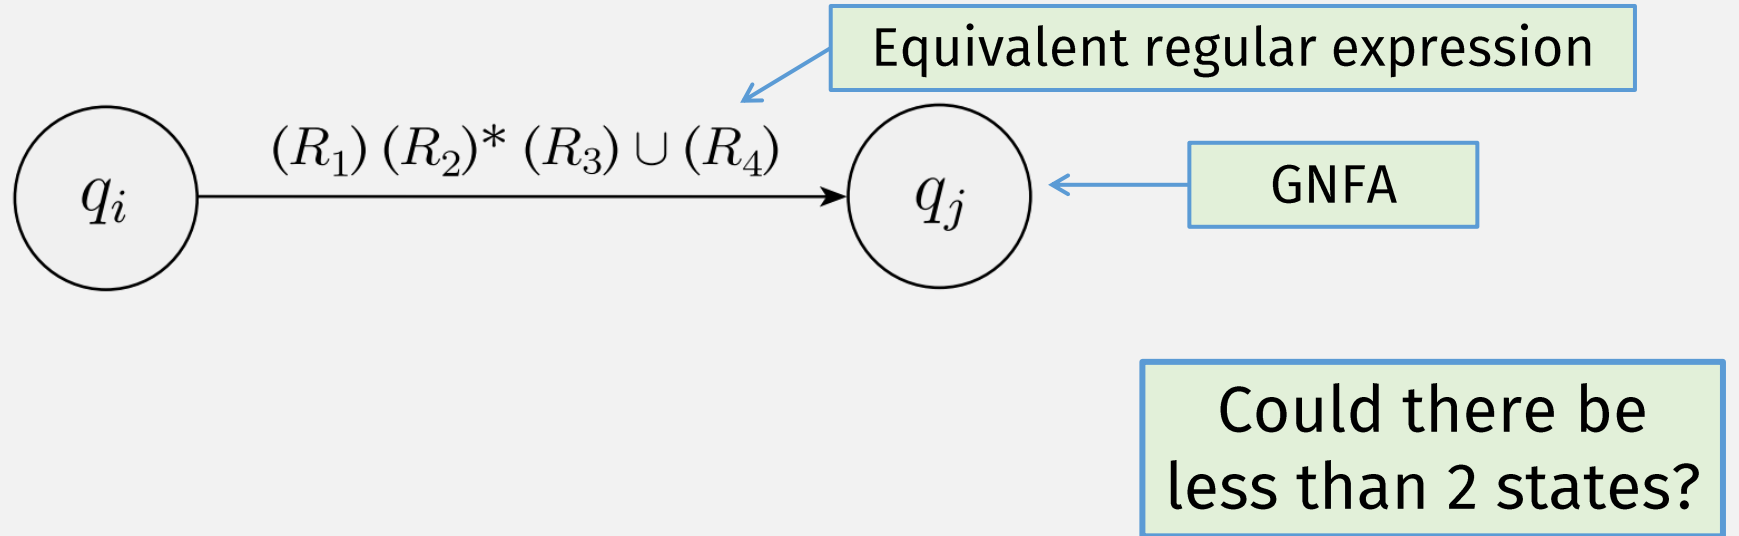 Equivalent regular expression
(R₁) (R₂)* (R₃) ∪ (R₄)
qᵢ
qⱼ
GNFA
Could there be
less than 2 states?